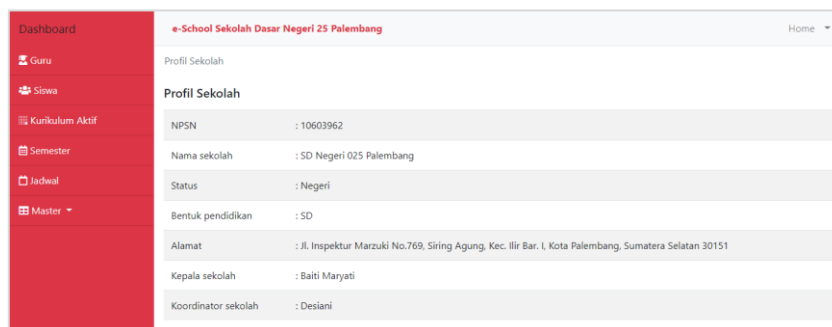 Dashboard
e-School Sekolah Dasar Negeri 25 Palembang
Home
Guru
Siswa
Kurikulum Aktif
Semester
Jadwal
Master
Profil Sekolah
Profil Sekolah
NPSN : 10603962
Nama sekolah : SD Negeri 025 Palembang
Status : Negeri
Bentuk pendidikan : SD
Alamat : Jl. Inspektur Marzuki No.769, Siring Agung, Kec. Ilir Bar. I, Kota Palembang, Sumatera Selatan 30151
Kepala sekolah : Baiti Maryati
Koordinator sekolah : Desiani